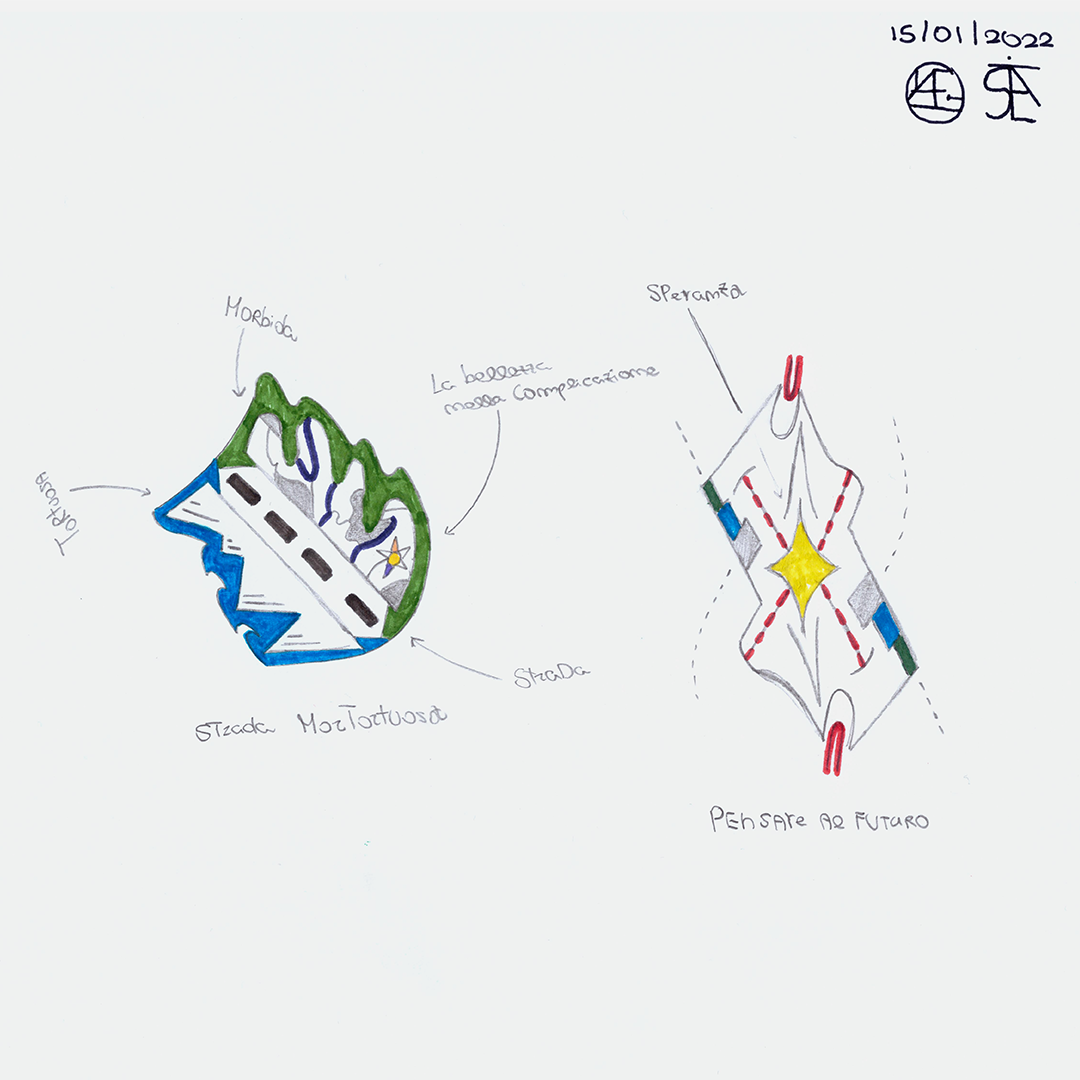 15/01/2022
Speranza
Morbida
La bellezza
nella complicazione
Tortuosa
StraDa
STrada MorTortuosa
PEnsare Al FUTURO